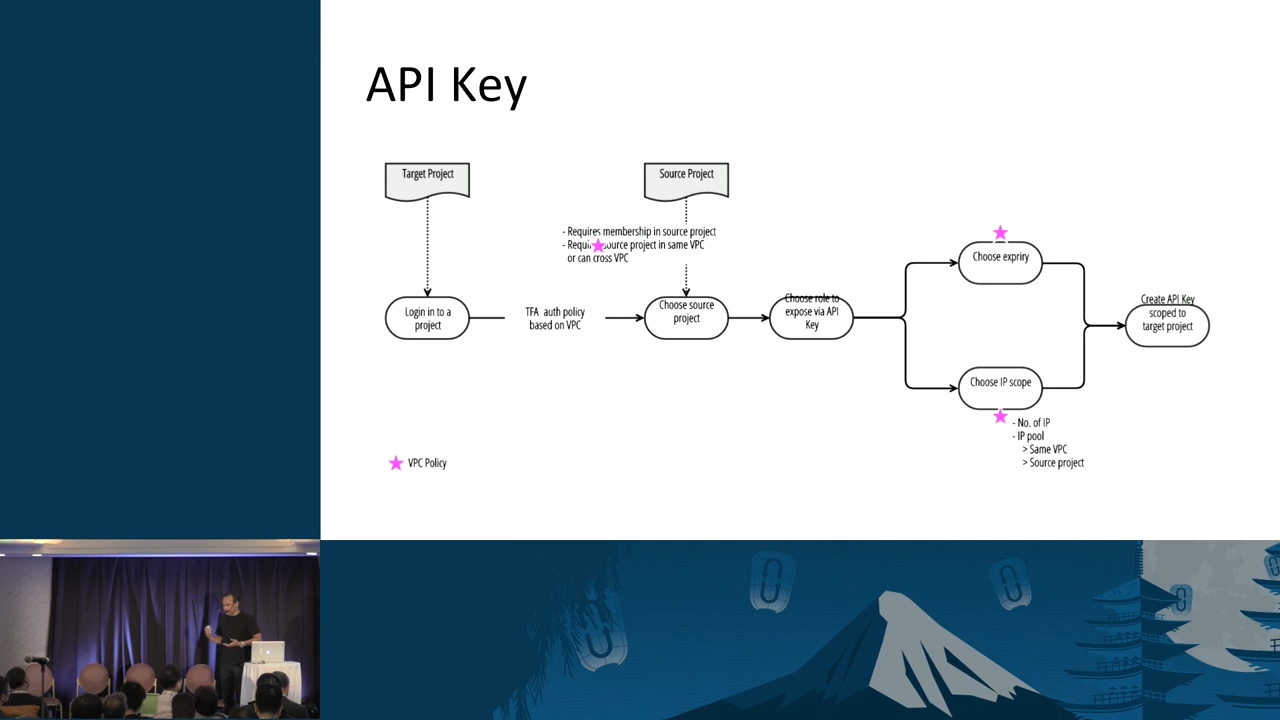 API Key
Target Project
Source Project
- Requires membership in source project
- Requi source project in same VPC
or can cross VPC
Login in to a
project
TFA auth policy
based on VPC
Choose source
project
Choose role to
expose via API
Key
Choose expriry
Choose IP scope
- No. of IP
- IP pool
> Same VPC
> Source project
Create API Key
scoped to
target project
VPC Policy